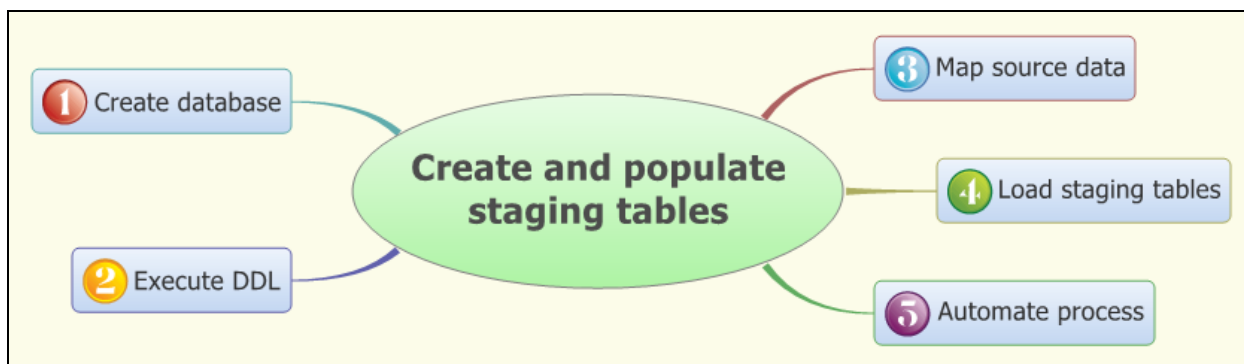 1 Create database
2 Execute DDL
Create and populate
staging tables
3 Map source data
4 Load staging tables
5 Automate process